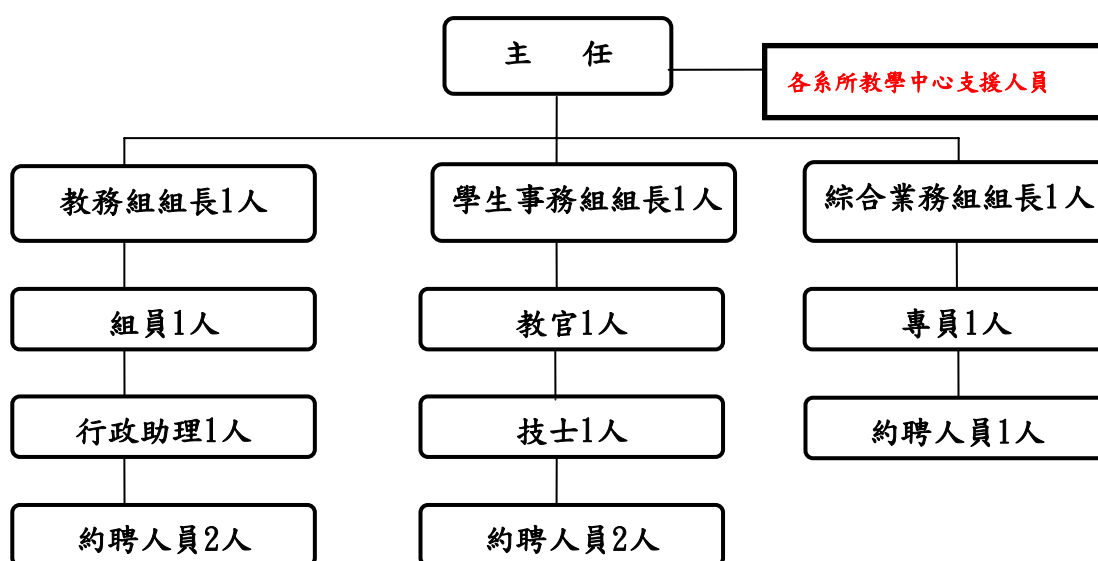 主 任
各系所教學中心支援人員
教務組組長1人
學生事務組組長1人
綜合業務組組長1人
組員1人
教官1人
專員1人
行政助理1人
技士1人
約聘人員1人
約聘人員2人
約聘人員2人